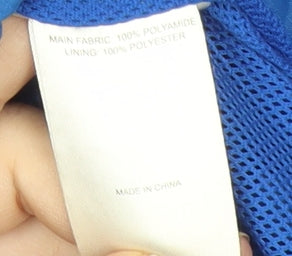 MAIN FABRIC: 100% POLYAMIDE
LINING: 100% POLYESTER
MADE IN CHINA